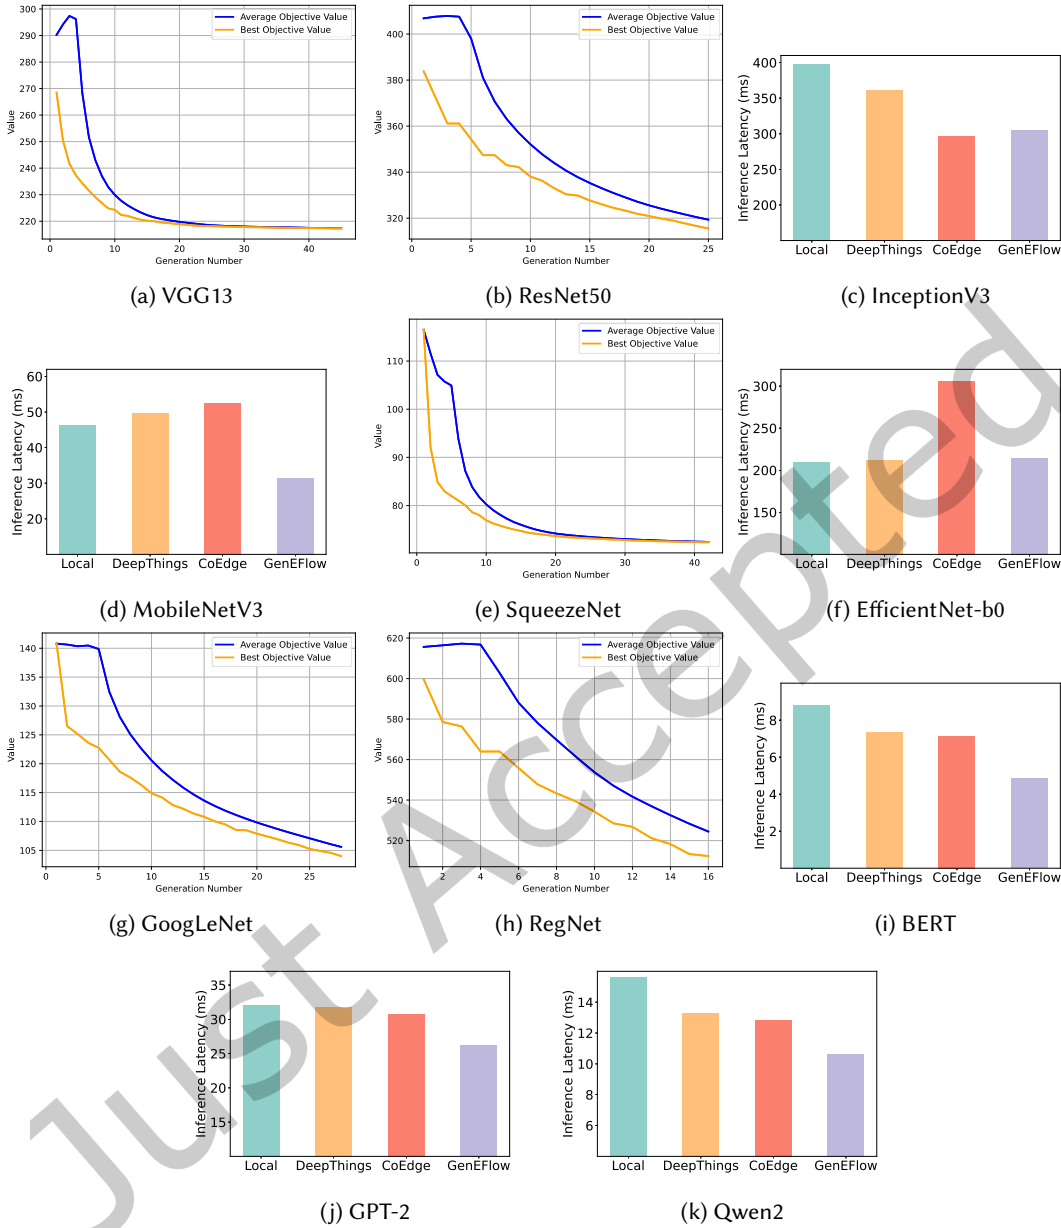 300
290
280
270
260
250
240
230
220
Value
0 10 20 30 40
Generation Number
Average Objective Value
Best Objective Value
(a) VGG13
400
380
360
340
320
Value
0 5 10 15 20 25
Generation Number
Average Objective Value
Best Objective Value
(b) ResNet50
400
350
300
250
200
Inference Latency (ms)
Local DeepThings CoEdge GenEFlow
(c) InceptionV3
60
50
40
30
20
Inference Latency (ms)
Local DeepThings CoEdge GenEFlow
(d) MobileNetV3
110
100
90
80
Value
0 10 20 30 40
Generation Number
Average Objective Value
Best Objective Value
(e) SqueezeNet
300
250
200
150
Inference Latency (ms)
Local DeepThings CoEdge GenEFlow
(f) EfficientNet-b0
140
135
130
125
120
115
110
105
Value
0 5 10 15 20 25
Generation Number
Average Objective Value
Best Objective Value
(g) GoogLeNet
620
600
580
560
540
520
Value
2 4 6 8 10 12 14 16
Generation Number
Average Objective Value
Best Objective Value
(h) RegNet
8
6
4
2
Inference Latency (ms)
Local DeepThings CoEdge GenEFlow
(i) BERT
35
30
25
20
15
Inference Latency (ms)
Local DeepThings CoEdge GenEFlow
(j) GPT-2
14
12
10
8
6
Inference Latency (ms)
Local DeepThings CoEdge GenEFlow
(k) Qwen2
Just Accepted